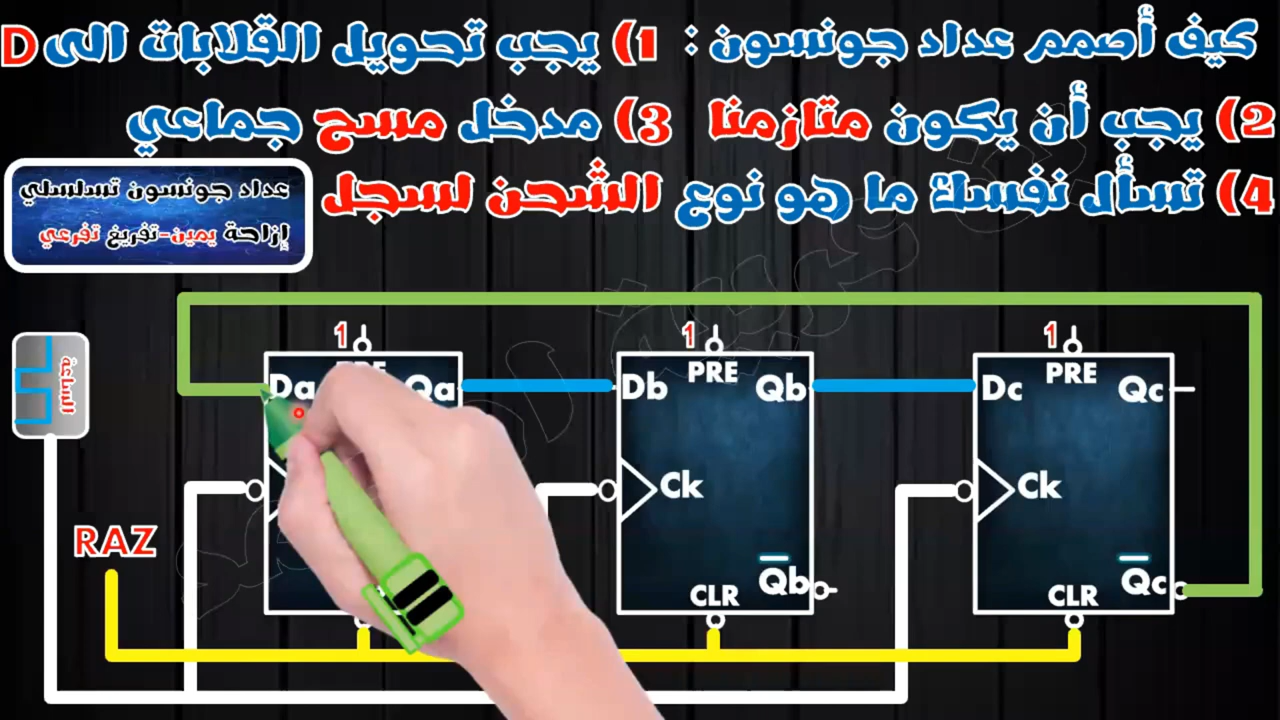 كيف أصمم عداد جونسون : 1) يجب تحويل القلابات الى D
2) يجب أن يكون متازمنا 3) مدخل مسح جماعي
4) تسأل نفسك ما هو نوع الشحن لسجل
عداد جونسون تسلسلي
إزاحة يمين-تفريغ تفرعي
الساعة
1 1 1
PRE PRE PRE
Da Qa Db Qb Dc Qc
Ck Ck
RAZ
Q̅b Q̅c
CLR CLR